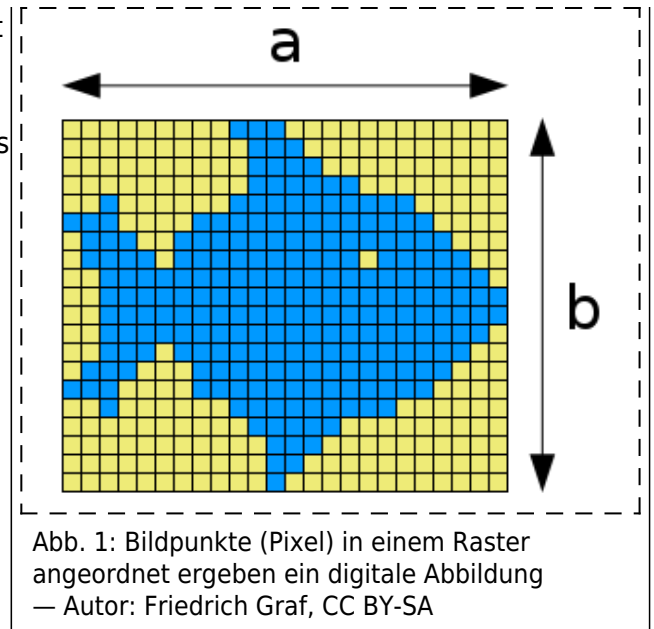 a
b
Abb. 1: Bildpunkte (Pixel) in einem Raster
angeordnet ergeben ein digitale Abbildung
— Autor: Friedrich Graf, CC BY-SA